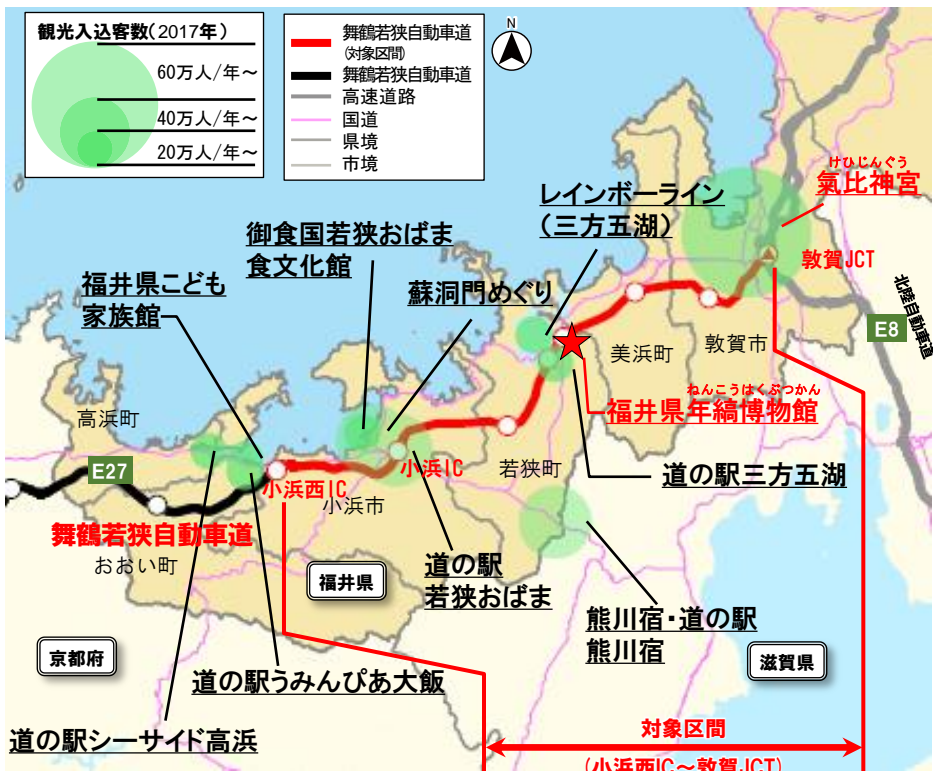 観光入込客数(2017年)
60万人/年～
40万人/年～
20万人/年～
舞鶴若狭自動車道
(対象区間)
舞鶴若狭自動車道
高速道路
国道
県境
市境
N
けひじんぐう
氣比神宮
レインボーライン
（三方五湖）
御食国若狭おばま
食文化館
敦賀JCT
福井県こども
家族館
蘇洞門めぐり
北陸自動車道
E8
美浜町
敦賀市
ねんこうはくぶつかん
福井県年縞博物館
高浜町
若狭町
小浜IC
道の駅三方五湖
E27
小浜西IC
小浜市
舞鶴若狭自動車道
おおい町
道の駅
若狭おばま
福井県
熊川宿・道の駅
熊川宿
京都府
滋賀県
道の駅うみんぴあ大飯
道の駅シーサイド高浜
対象区間
(小浜西IC～敦賀JCT)